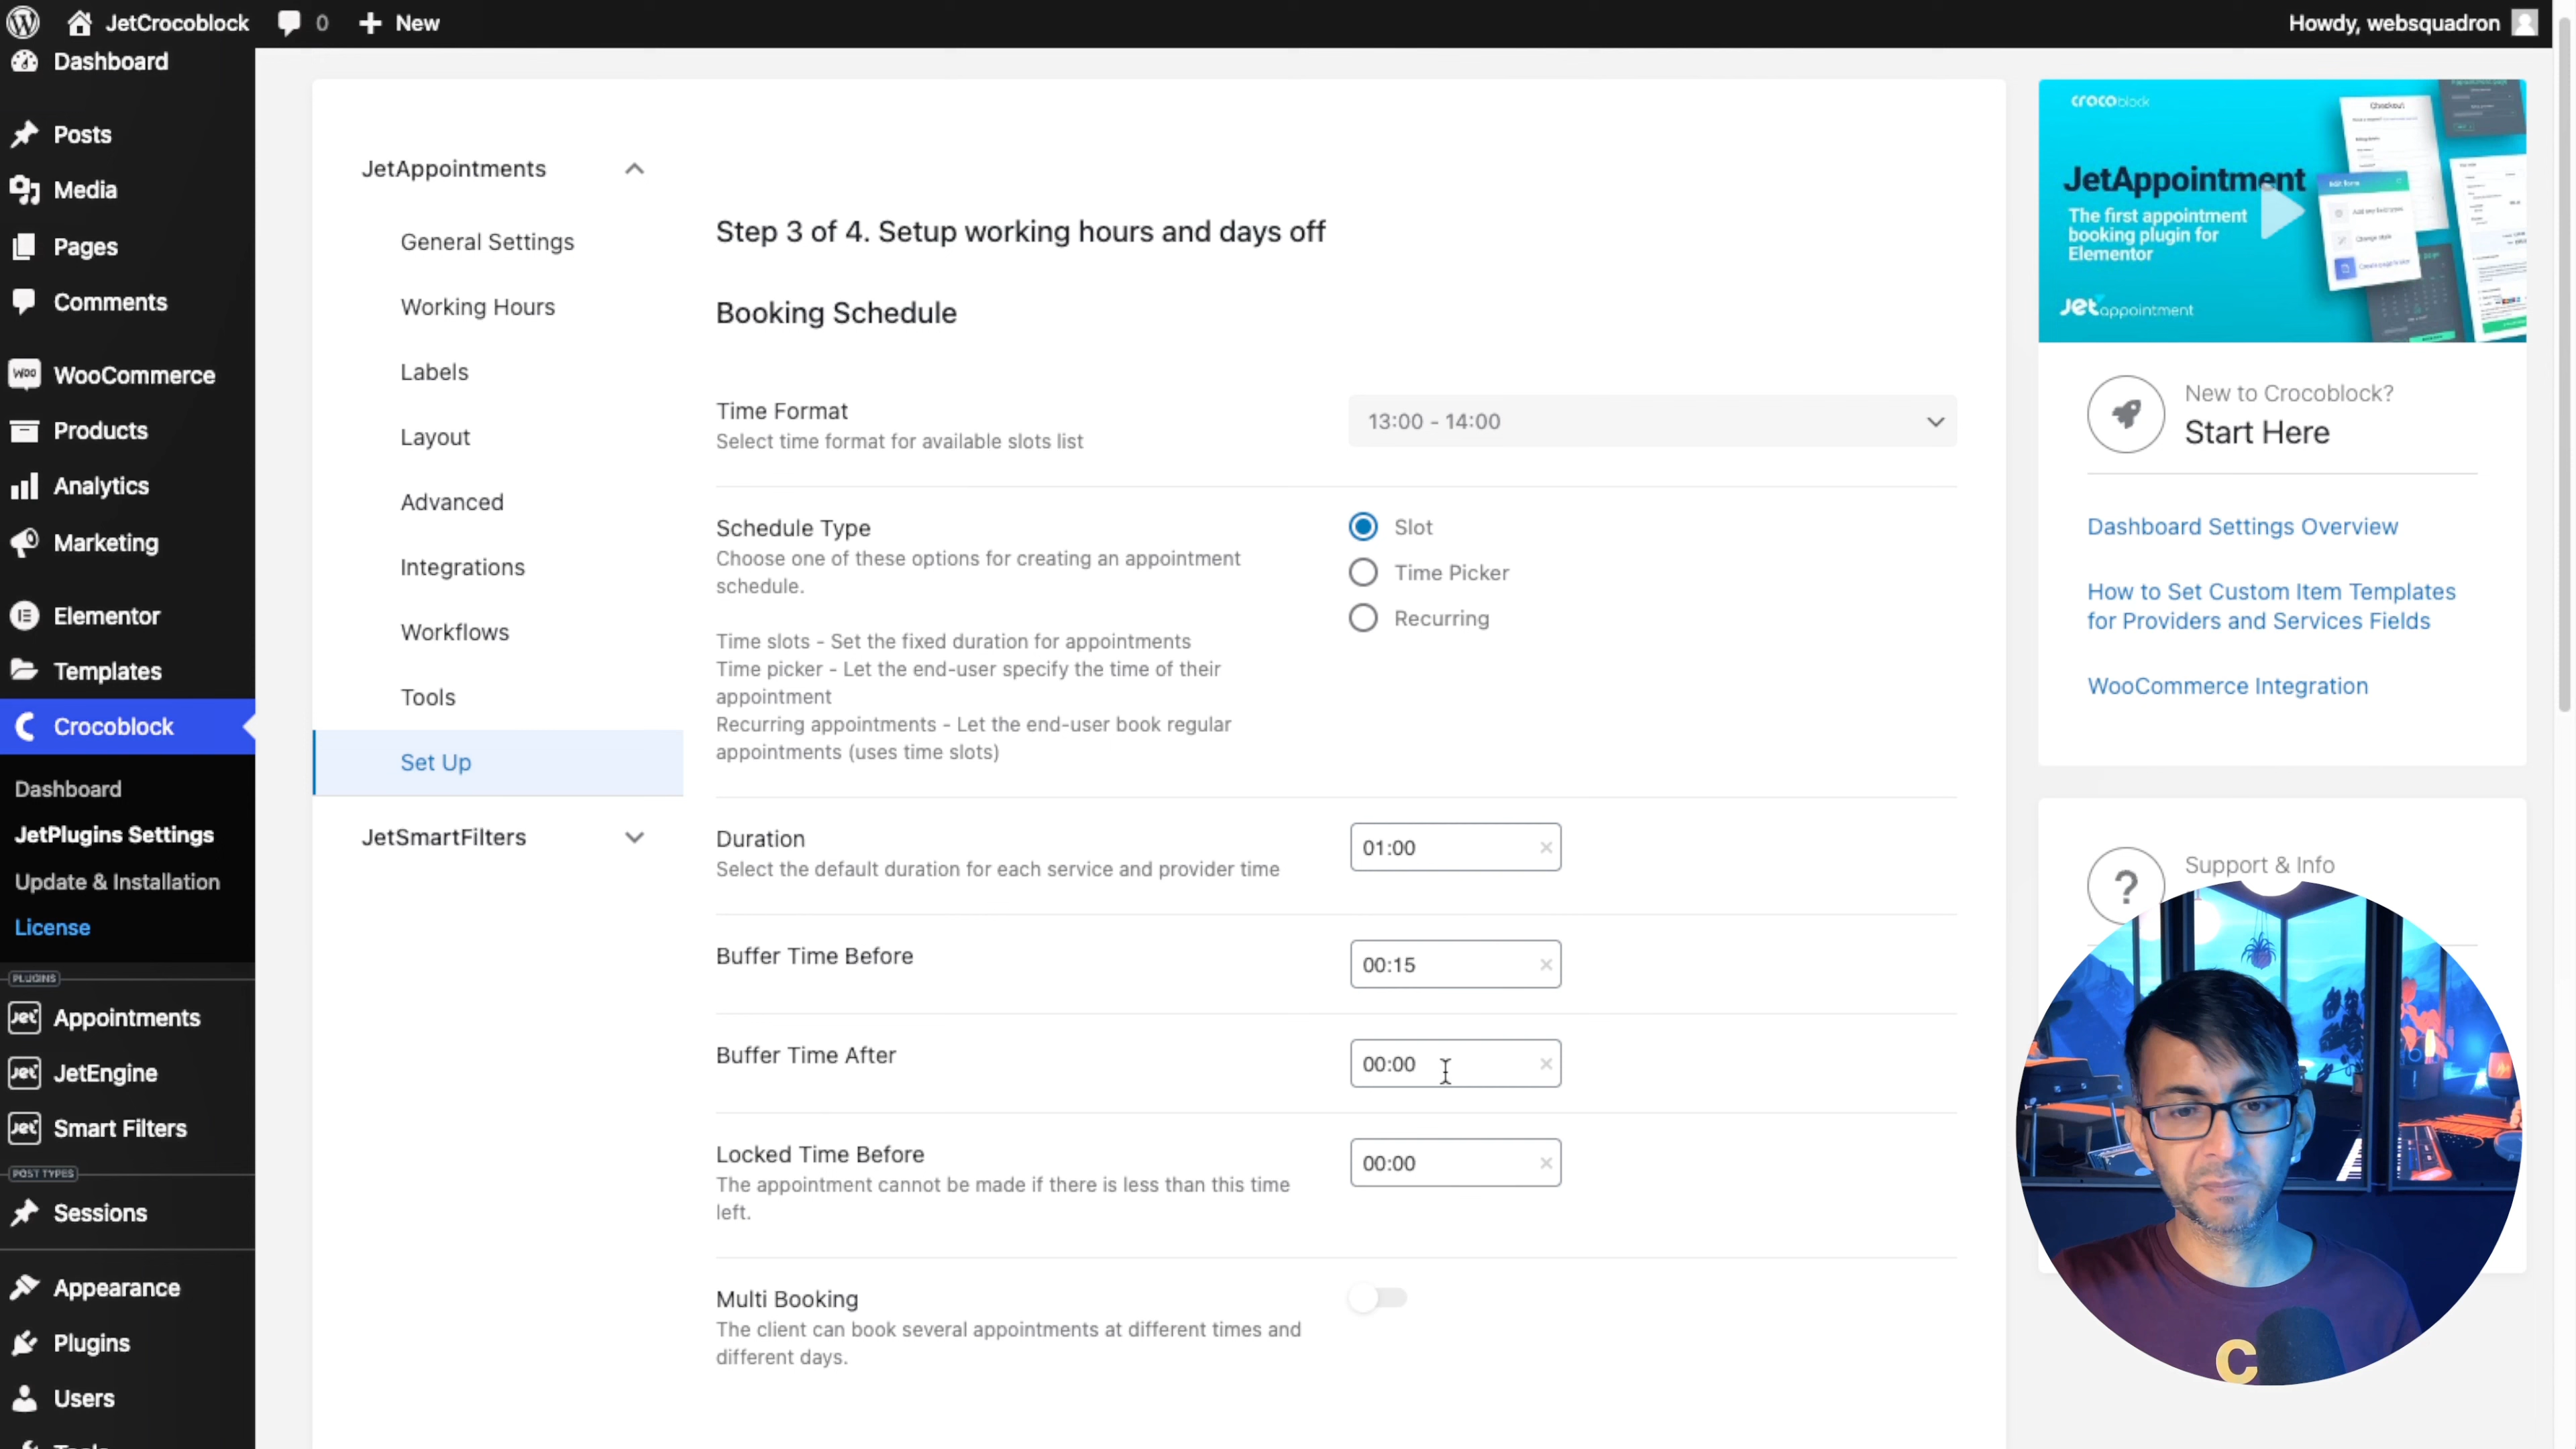 JetCrocoblock
0
New
Howdy, websquadron
Dashboard
Posts
Media
Pages
Comments
WooCommerce
Products
Analytics
Marketing
Elementor
Templates
Crocoblock
Dashboard
JetPlugins Settings
Update & Installation
License
PLUGINS
Appointments
JetEngine
Smart Filters
POST TYPES
Sessions
Appearance
Plugins
Users
JetAppointments
General Settings
Working Hours
Labels
Layout
Advanced
Integrations
Workflows
Tools
Set Up
JetSmartFilters
Step 3 of 4. Setup working hours and days off
Booking Schedule
Time Format
Select time format for available slots list
13:00 - 14:00
Schedule Type
Choose one of these options for creating an appointment
schedule.
Time slots - Set the fixed duration for appointments
Time picker - Let the end-user specify the time of their
appointment
Recurring appointments - Let the end-user book regular
appointments (uses time slots)
Slot
Time Picker
Recurring
Duration
Select the default duration for each service and provider time
01:00
Buffer Time Before
00:15
Buffer Time After
00:00
Locked Time Before
The appointment cannot be made if there is less than this time
left.
00:00
Multi Booking
The client can book several appointments at different times and
different days.
crocoblock
JetAppointment
The first appointment
booking plugin for
Elementor
Jet appointment
Checkout
New to Crocoblock?
Start Here
Dashboard Settings Overview
How to Set Custom Item Templates
for Providers and Services Fields
WooCommerce Integration
Support & Info
C